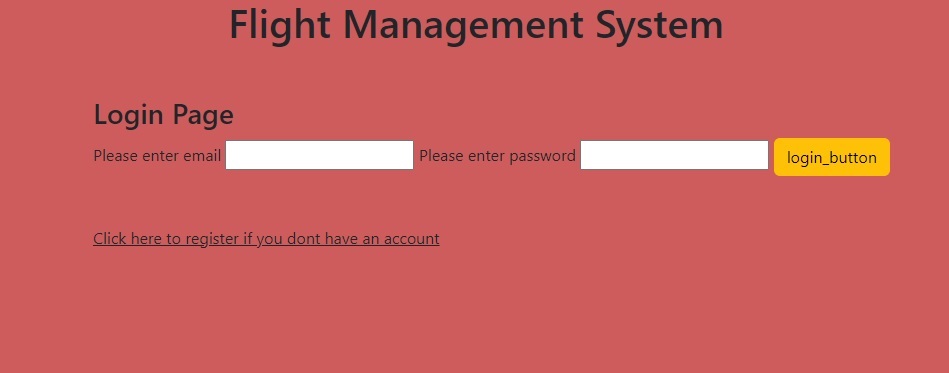 Flight Management System
Login Page
Please enter email Please enter password login_button
Click here to register if you dont have an account